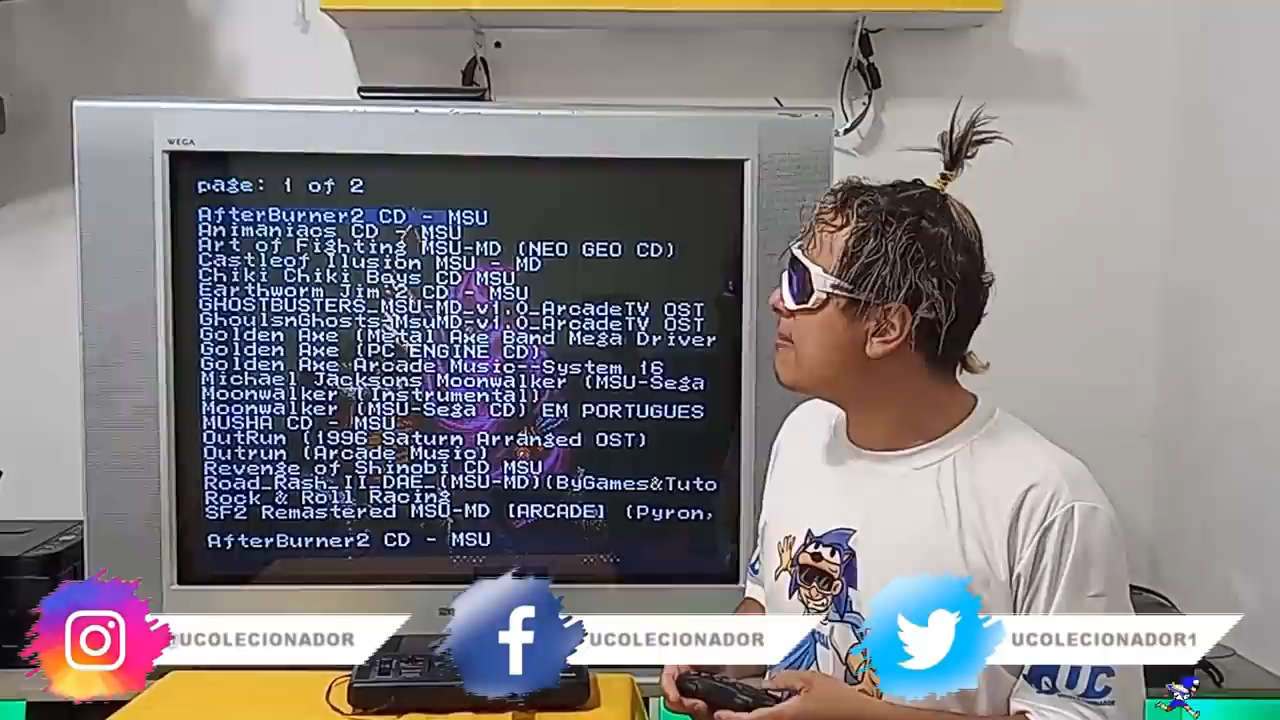 WEGA
page: 1 of 2
AfterBurner2 CD - MSU
Animaniacs CD - MSU
Art of Fighting MSU-MD (NEO GEO CD)
Castleof Ilusion MSU - MD
Chiki Chiki Boys CD MSU
Earthworm Jim 2 CD - MSU
GHOSTBUSTERS_MSU-MD_v1.0-ArcadeTV OST
GhoulsnGhosts-MsuMD-v1.0-ArcadeTV OST
Golden Axe (Metal Axe Band Mega Driver
Golden Axe (PC ENGINE CD)
Golden Axe Arcade Music--System 16
Michael Jacksons Moonwalker (MSU-Sega
Moonwalker (Instrumental)
Moonwalker (MSU-Sega CD) EM PORTUGUES
MUSHA CD - MSU
OutRun (1996 Saturn Arranged OST)
Outrun (Arcade Music)
Revenge of Shinobi CD MSU
Road_Rash_II_DAE_(MSU-MD)(ByGames&Tuto
Rock & Roll Racing
SF2 Remastered MSU-MD [ARCADE] (Pyron,
AfterBurner2 CD - MSU
UCOLECIONADOR
UCOLECIONADOR
UCOLECIONADOR1
UC